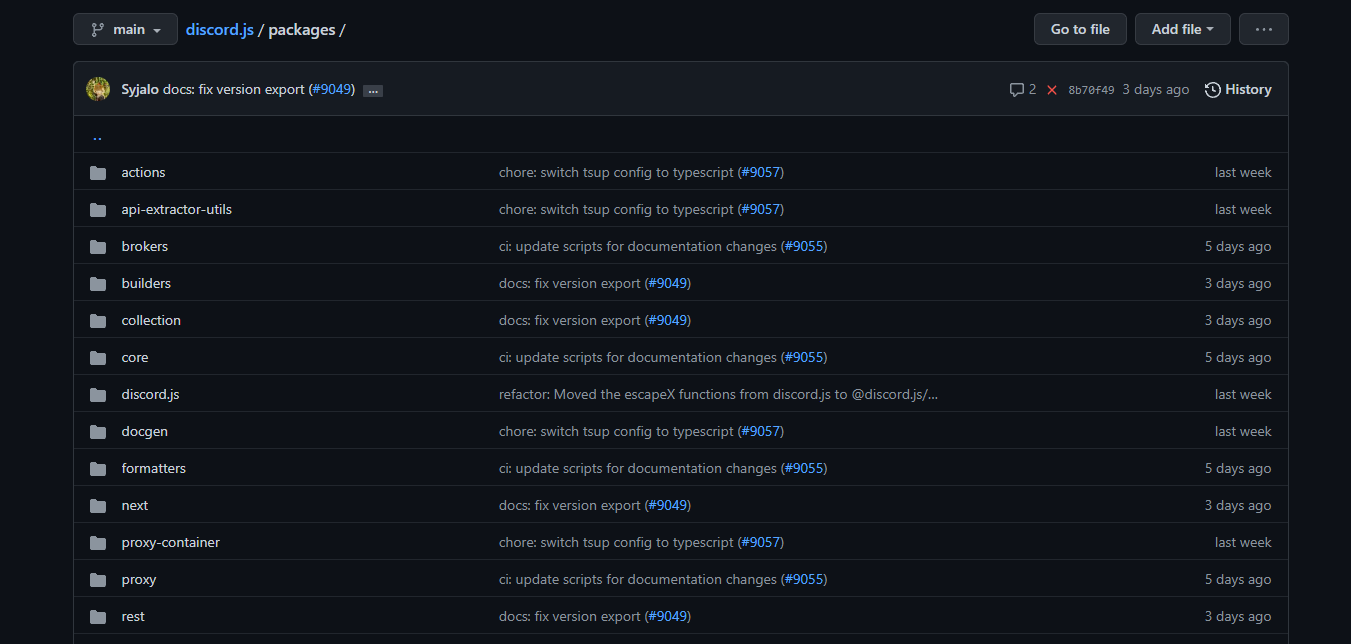 main discord.js / packages / Go to file Add file ...
Syjalo docs: fix version export (#9049) ... 2 8b70f49 3 days ago History
..
actions chore: switch tsup config to typescript (#9057) last week
api-extractor-utils chore: switch tsup config to typescript (#9057) last week
brokers ci: update scripts for documentation changes (#9055) 5 days ago
builders docs: fix version export (#9049) 3 days ago
collection docs: fix version export (#9049) 3 days ago
core ci: update scripts for documentation changes (#9055) 5 days ago
discord.js refactor: Moved the escapeX functions from discord.js to @discord.js/... last week
docgen chore: switch tsup config to typescript (#9057) last week
formatters ci: update scripts for documentation changes (#9055) 5 days ago
next docs: fix version export (#9049) 3 days ago
proxy-container chore: switch tsup config to typescript (#9057) last week
proxy ci: update scripts for documentation changes (#9055) 5 days ago
rest docs: fix version export (#9049) 3 days ago